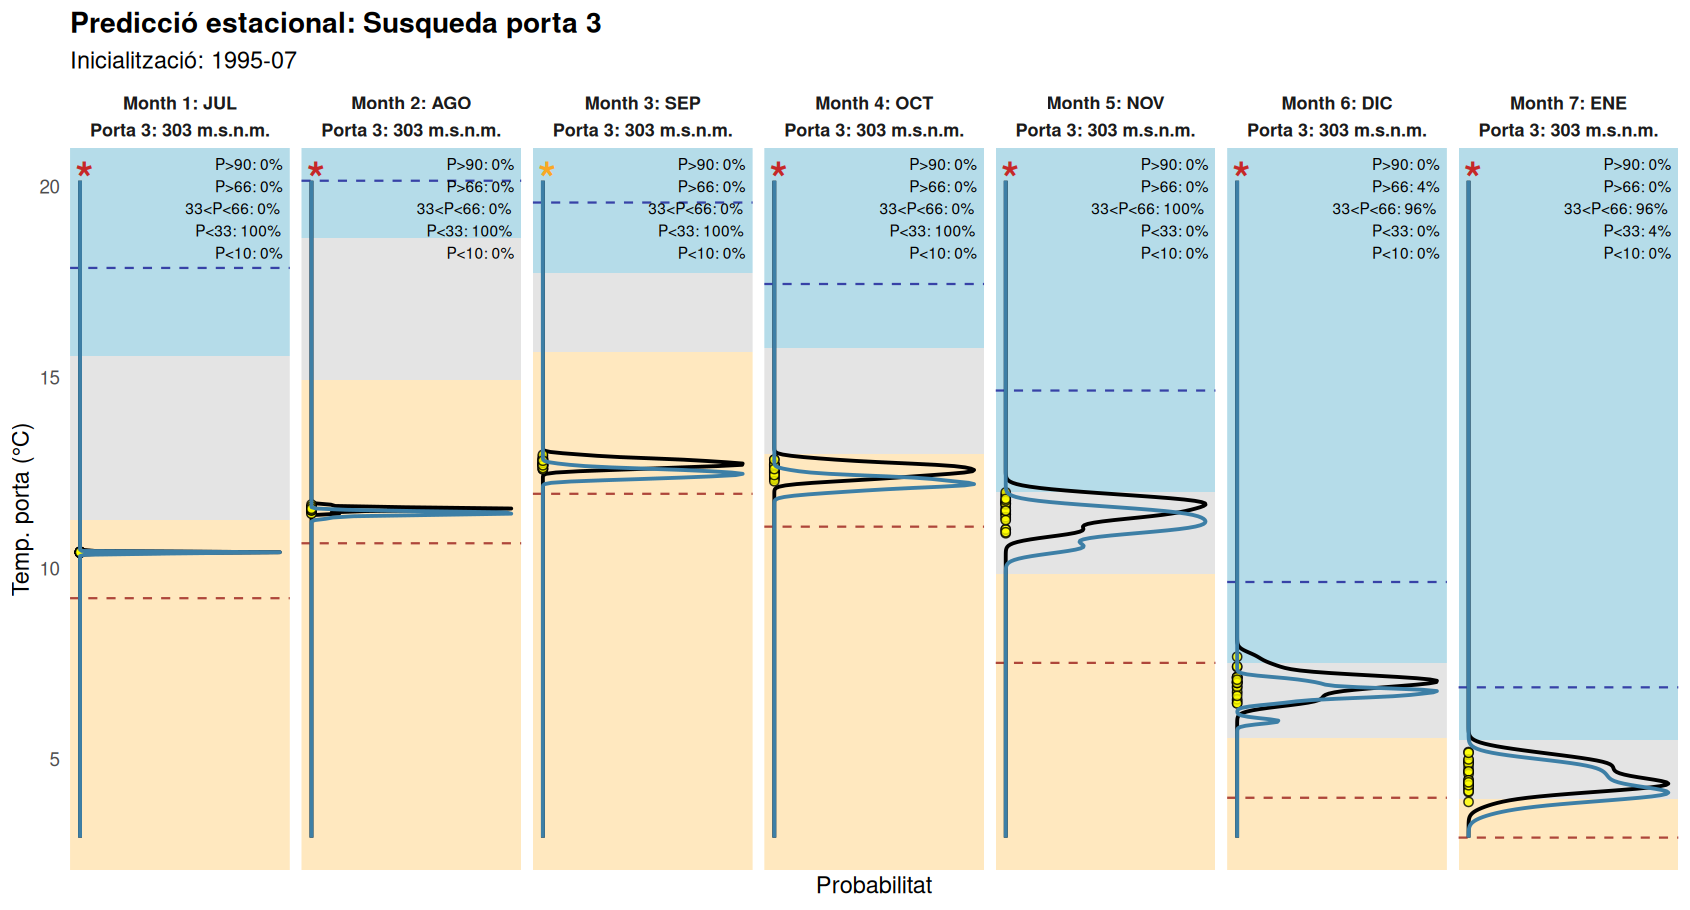 Predicció estacional: Susqueda porta 3
Inicialització: 1995-07
Month 1: JUL
Porta 3: 303 m.s.n.m.
Month 2: AGO
Porta 3: 303 m.s.n.m.
Month 3: SEP
Porta 3: 303 m.s.n.m.
Month 4: OCT
Porta 3: 303 m.s.n.m.
Month 5: NOV
Porta 3: 303 m.s.n.m.
Month 6: DIC
Porta 3: 303 m.s.n.m.
Month 7: ENE
Porta 3: 303 m.s.n.m.
*
P>90: 0%
P>66: 0%
33<P<66: 0%
P<33: 100%
P<10: 0%
*
P>90: 0%
P>66: 0%
33<P<66: 0%
P<33: 100%
P<10: 0%
*
P>90: 0%
P>66: 0%
33<P<66: 0%
P<33: 100%
P<10: 0%
*
P>90: 0%
P>66: 0%
33<P<66: 0%
P<33: 100%
P<10: 0%
*
P>90: 0%
P>66: 0%
33<P<66: 100%
P<33: 0%
P<10: 0%
*
P>90: 0%
P>66: 4%
33<P<66: 96%
P<33: 0%
P<10: 0%
*
P>90: 0%
P>66: 0%
33<P<66: 96%
P<33: 4%
P<10: 0%
20
15
10
5
Temp. porta (°C)
Probabilitat